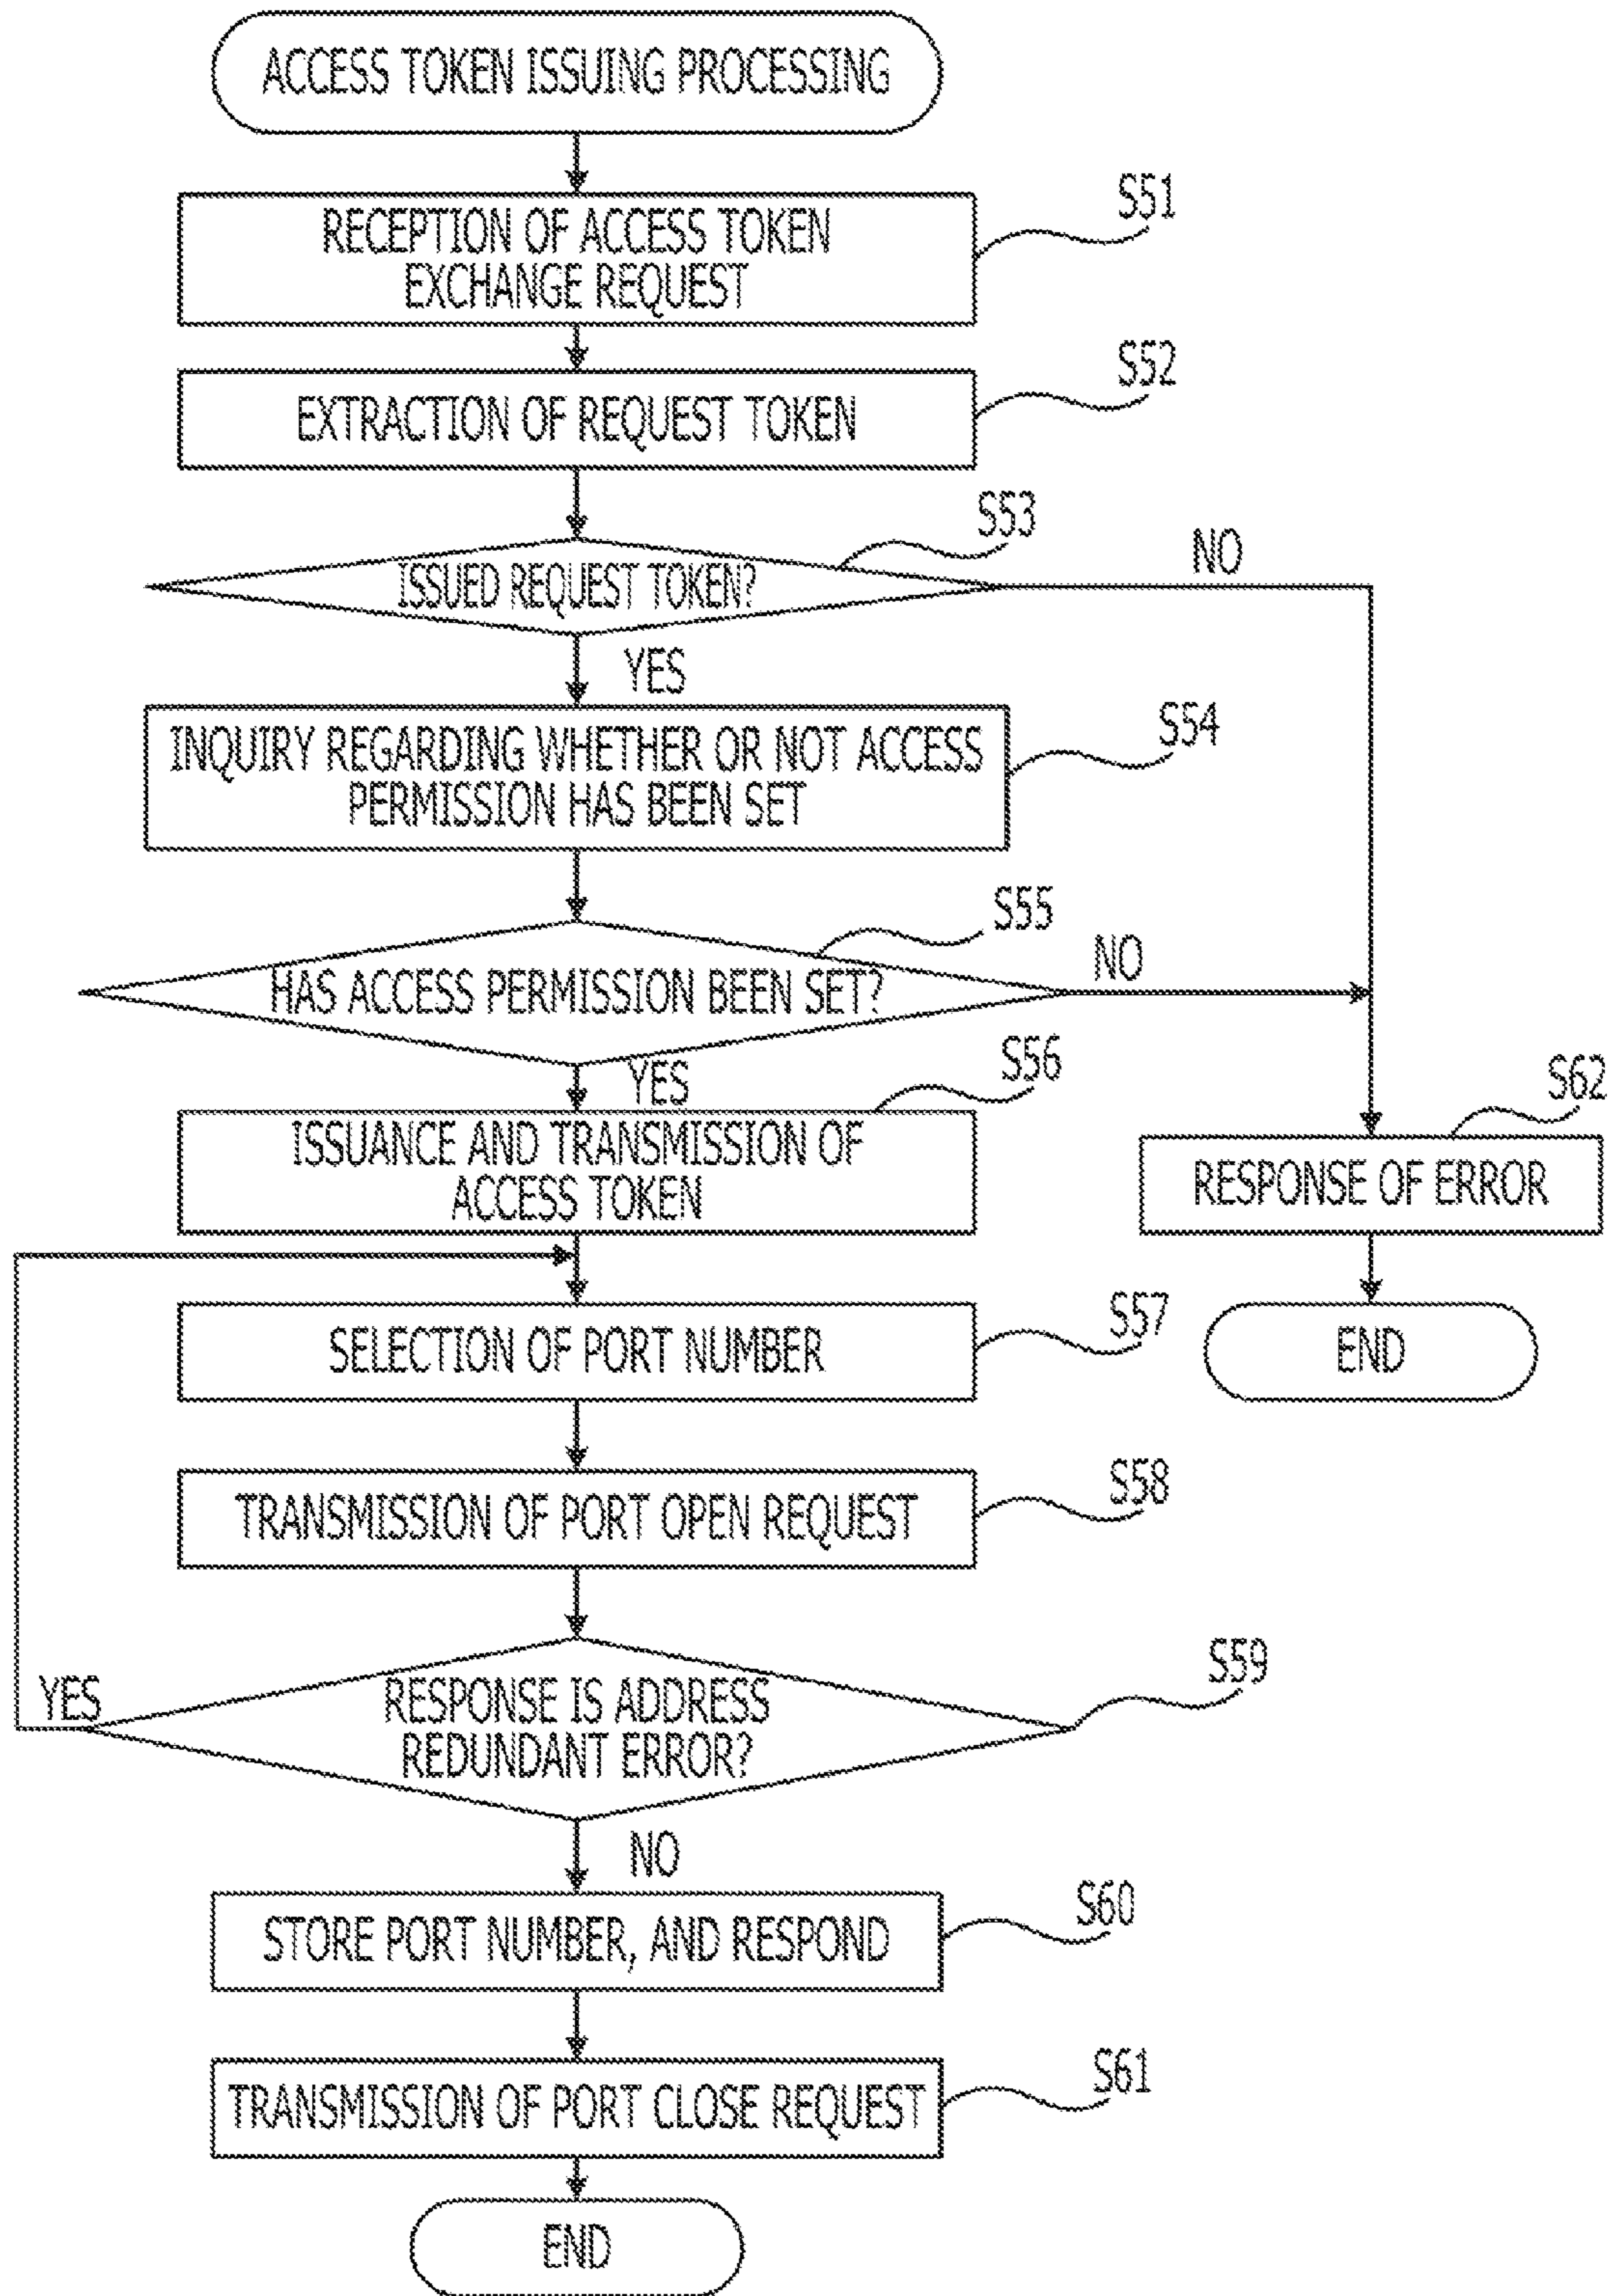 ACCESS TOKEN ISSUING PROCESSING
S51
RECEPTION OF ACCESS TOKEN
EXCHANGE REQUEST
S52
EXTRACTION OF REQUEST TOKEN
S53
NO
ISSUED REQUEST TOKEN?
YES
S54
INQUIRY REGARDING WHETHER OR NOT ACCESS
PERMISSION HAS BEEN SET
S55
NO
HAS ACCESS PERMISSION BEEN SET?
YES
S56
S62
ISSUANCE AND TRANSMISSION OF
ACCESS TOKEN
RESPONSE OF ERROR
S57
SELECTION OF PORT NUMBER
END
S58
TRANSMISSION OF PORT OPEN REQUEST
S59
YES
RESPONSE IS ADDRESS
REDUNDANT ERROR?
NO
S60
STORE PORT NUMBER, AND RESPOND
S61
TRANSMISSION OF PORT CLOSE REQUEST
END